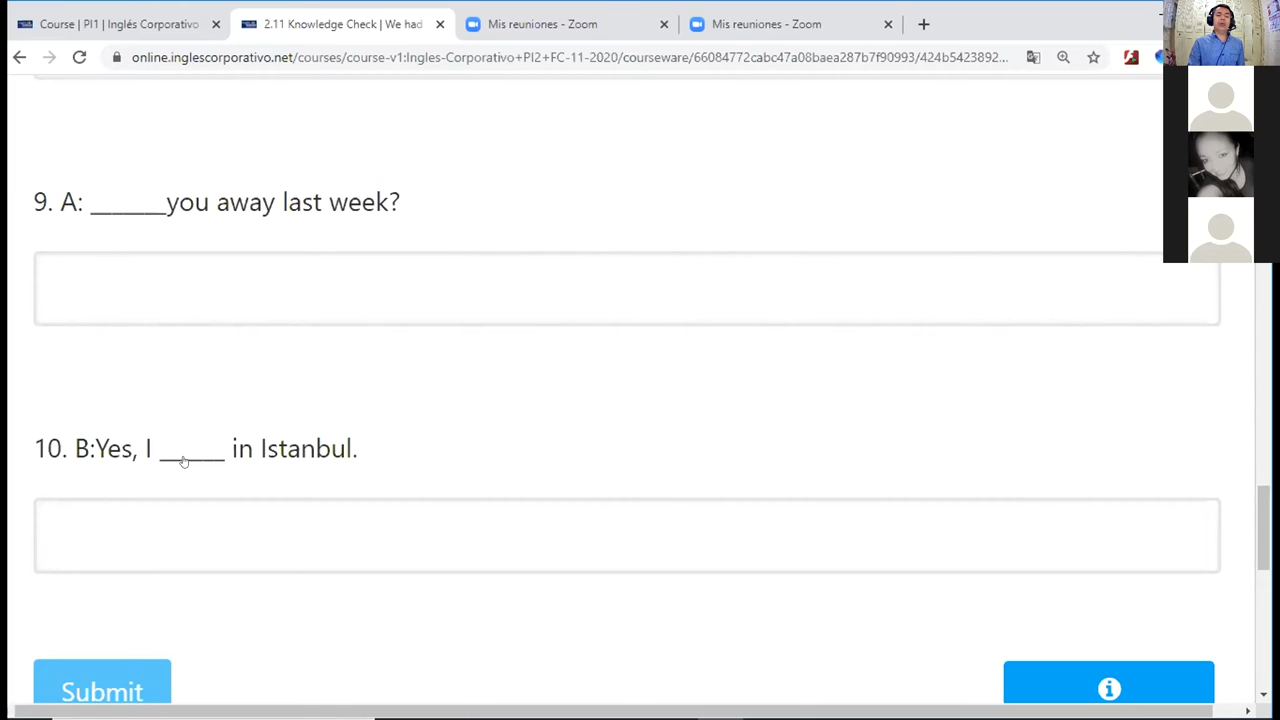 Course | PI1 | Inglés Corporativo
2.11 Knowledge Check | We had
Mis reuniones - Zoom
Mis reuniones - Zoom
online.inglescorporativo.net/courses/course-v1:Ingles-Corporativo+PI2+FC-11-2020/courseware/66084772cabc47a08baea287b7f90993/424b5423892...
9. A: _______you away last week?
10. B:Yes, I ______ in Istanbul.
Submit